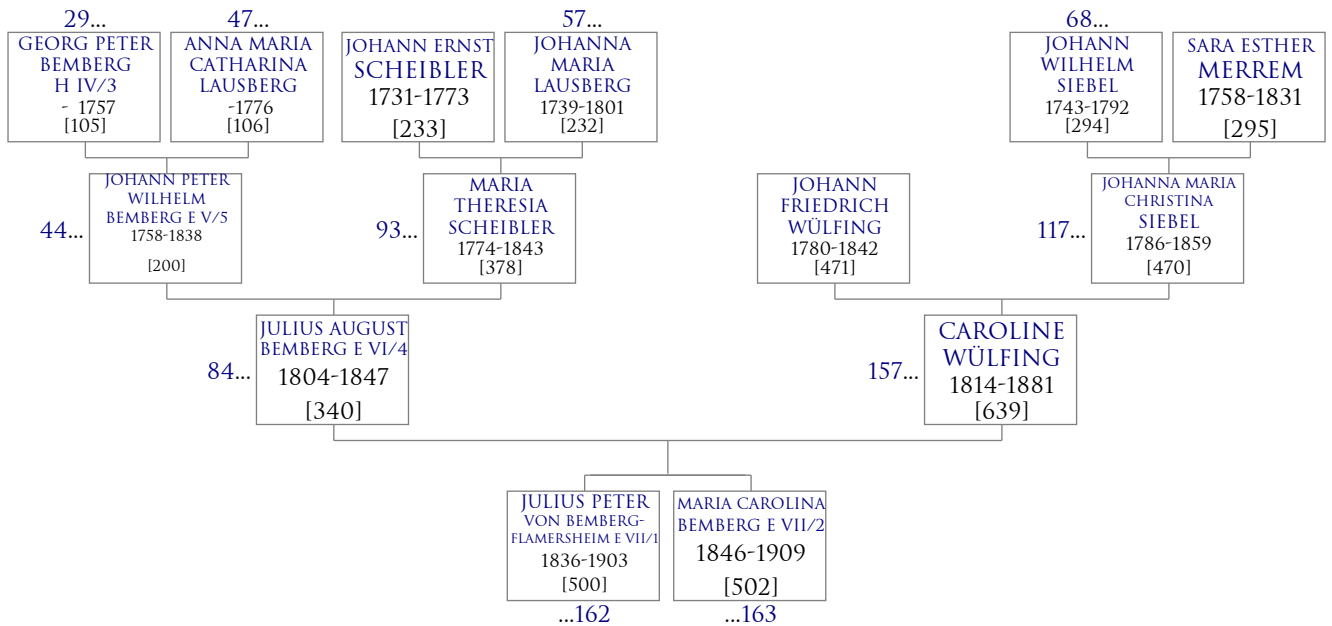 29...
47...
57...
68...
GEORG PETER
BEMBERG
H IV/3
- 1757
[105]
ANNA MARIA
CATHARINA
LAUSBERG
-1776
[106]
JOHANN ERNST
SCHEIBLER
1731-1773
[233]
JOHANNA
MARIA
LAUSBERG
1739-1801
[232]
JOHANN
WILHELM
SIEBEL
1743-1792
[294]
SARA ESTHER
MERREM
1758-1831
[295]
44...
JOHANN PETER
WILHELM
BEMBERG E V/5
1758-1838
[200]
93...
MARIA
THERESIA
SCHEIBLER
1774-1843
[378]
JOHANN
FRIEDRICH
WÜLFING
1780-1842
[471]
117...
JOHANNA MARIA
CHRISTINA
SIEBEL
1786-1859
[470]
84...
JULIUS AUGUST
BEMBERG E VI/4
1804-1847
[340]
157...
CAROLINE
WÜLFING
1814-1881
[639]
JULIUS PETER
VON BEMBERG-
FLAMERSHEIM E VII/1
1836-1903
[500]
MARIA CAROLINA
BEMBERG E VII/2
1846-1909
[502]
...162
...163